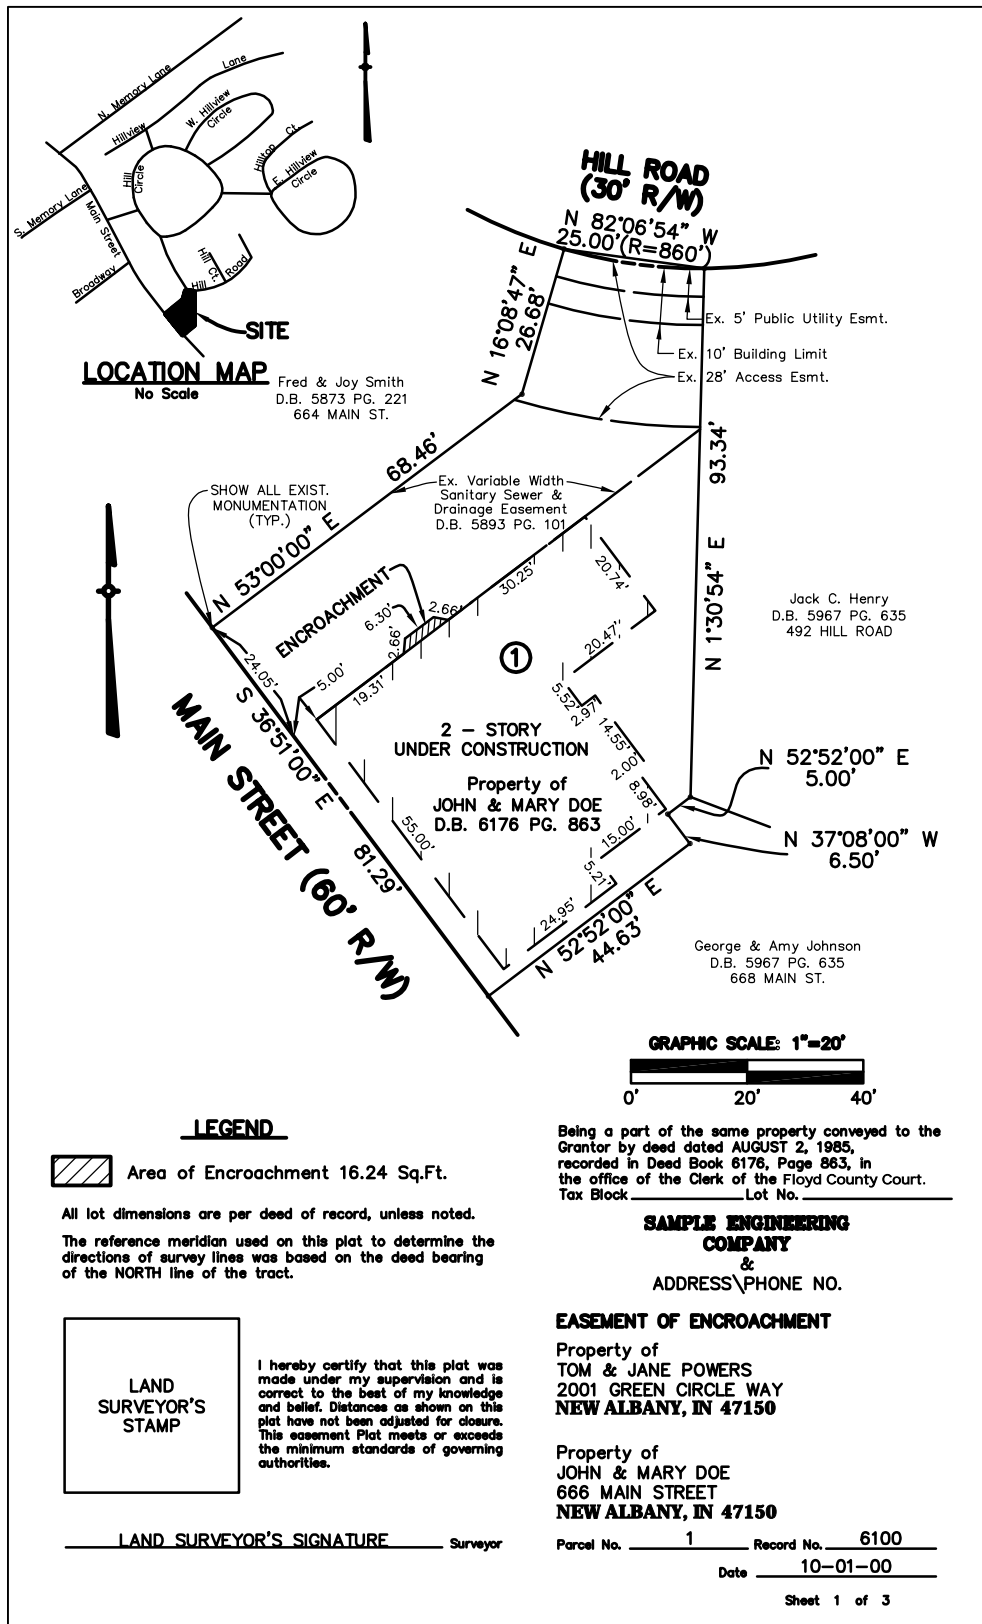 N. Memory Lane
Lane
Hillview
W. Hillview
Circle
Hilltop Ct.
E. Hillview
Circle
Hill
Circle
S. Memory Lane
Main Street
Broadway
Hill
Ct.
Hill Road
SITE
LOCATION MAP
No Scale
HILL ROAD
(30' R/W)
N 82°06'54" W
25.00'(R=860')
N 16°08'47" E
26.68'
Ex. 5' Public Utility Esmt.
Ex. 10' Building Limit
Ex. 28' Access Esmt.
Fred & Joy Smith
D.B. 5873 PG. 221
664 MAIN ST.
68.46'
N 53°00'00" E
93.34'
N 1°30'54" E
SHOW ALL EXIST.
MONUMENTATION
(TYP.)
Ex. Variable Width
Sanitary Sewer &
Drainage Easement
D.B. 5893 PG. 101
ENCROACHMENT
30.25'
20.74'
2.66'
6.30'
2.66'
20.47'
Jack C. Henry
D.B. 5967 PG. 635
492 HILL ROAD
1
24.05'
5.00'
19.31'
5.52'
2.97'
14.55'
2.00'
8.98'
S 36°51'00" E
81.29'
MAIN STREET (60' R/W)
2 - STORY
UNDER CONSTRUCTION
Property of
JOHN & MARY DOE
D.B. 6176 PG. 863
N 52°52'00" E
5.00'
N 37°08'00" W
6.50'
55.00'
15.00'
5.21'
24.95'
N 52°52'00" E
44.63'
George & Amy Johnson
D.B. 5967 PG. 635
668 MAIN ST.
GRAPHIC SCALE: 1"=20'
0' 20' 40'
LEGEND
Area of Encroachment 16.24 Sq.Ft.
All lot dimensions are per deed of record, unless noted.
The reference meridian used on this plat to determine the
directions of survey lines was based on the deed bearing
of the NORTH line of the tract.
Being a part of the same property conveyed to the
Grantor by deed dated AUGUST 2, 1985,
recorded in Deed Book 6176, Page 863, in
the office of the Clerk of the Floyd County Court.
Tax Block Lot No.
SAMPLE ENGINEERING
COMPANY
&
ADDRESS\PHONE NO.
EASEMENT OF ENCROACHMENT
Property of
TOM & JANE POWERS
2001 GREEN CIRCLE WAY
NEW ALBANY, IN 47150
Property of
JOHN & MARY DOE
666 MAIN STREET
NEW ALBANY, IN 47150
LAND
SURVEYOR'S
STAMP
I hereby certify that this plat was
made under my supervision and is
correct to the best of my knowledge
and belief. Distances as shown on this
plat have not been adjusted for closure.
This easement Plat meets or exceeds
the minimum standards of governing
authorities.
LAND SURVEYOR'S SIGNATURE Surveyor
Parcel No. 1 Record No. 6100
Date 10-01-00
Sheet 1 of 3